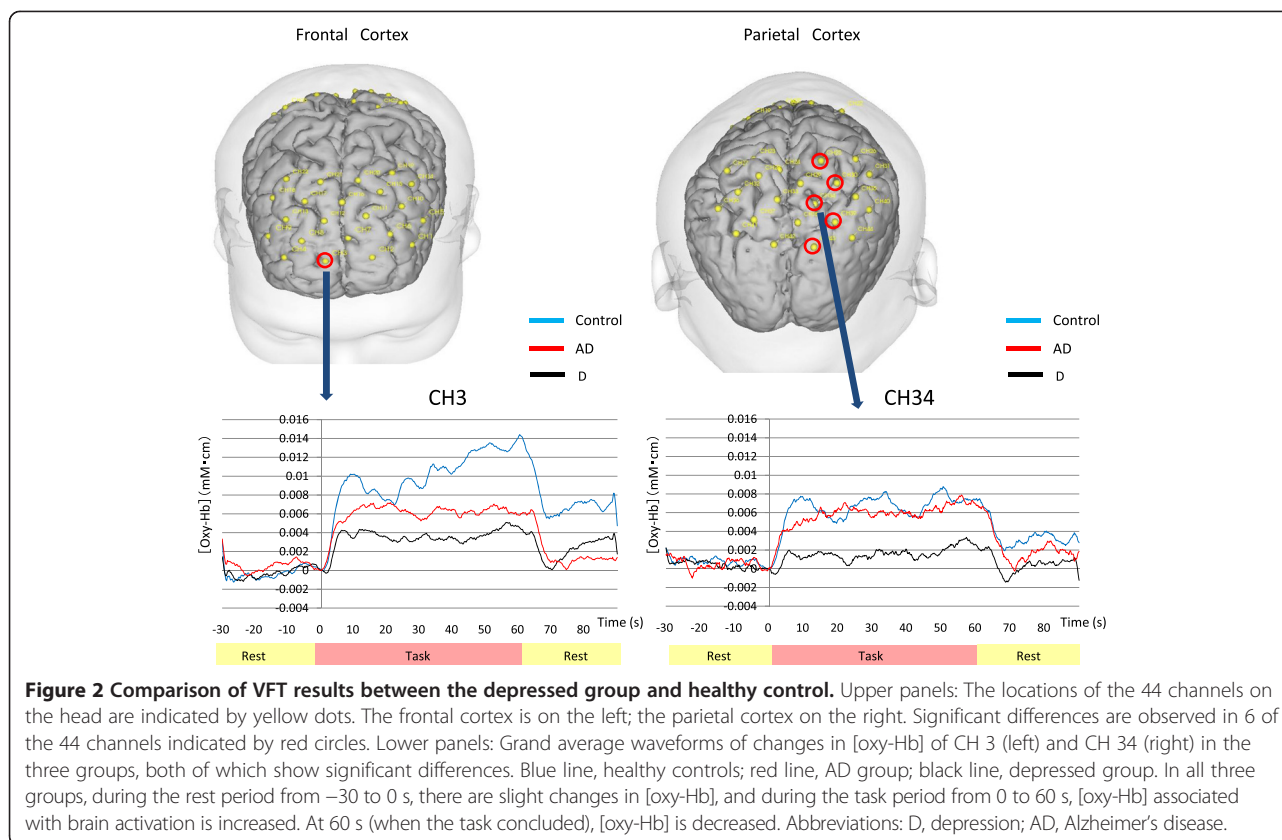 Frontal Cortex
Parietal Cortex
Control
AD
D
Control
AD
D
CH3
CH34
[Oxy-Hb] (mM・cm)
0.016
0.014
0.012
0.01
0.008
0.006
0.004
0.002
0
-0.002
-0.004
-30 -20 -10 0 10 20 30 40 50 60 70 80 Time (s)
Rest Task Rest
[Oxy-Hb] (mM・cm)
0.016
0.014
0.012
0.01
0.008
0.006
0.004
0.002
0
-0.002
-0.004
-30 -20 -10 0 10 20 30 40 50 60 70 80 Time (s)
Rest Task Rest
Figure 2 Comparison of VFT results between the depressed group and healthy control. Upper panels: The locations of the 44 channels on
the head are indicated by yellow dots. The frontal cortex is on the left; the parietal cortex on the right. Significant differences are observed in 6 of
the 44 channels indicated by red circles. Lower panels: Grand average waveforms of changes in [oxy-Hb] of CH 3 (left) and CH 34 (right) in the
three groups, both of which show significant differences. Blue line, healthy controls; red line, AD group; black line, depressed group. In all three
groups, during the rest period from −30 to 0 s, there are slight changes in [oxy-Hb], and during the task period from 0 to 60 s, [oxy-Hb] associated
with brain activation is increased. At 60 s (when the task concluded), [oxy-Hb] is decreased. Abbreviations: D, depression; AD, Alzheimer's disease.